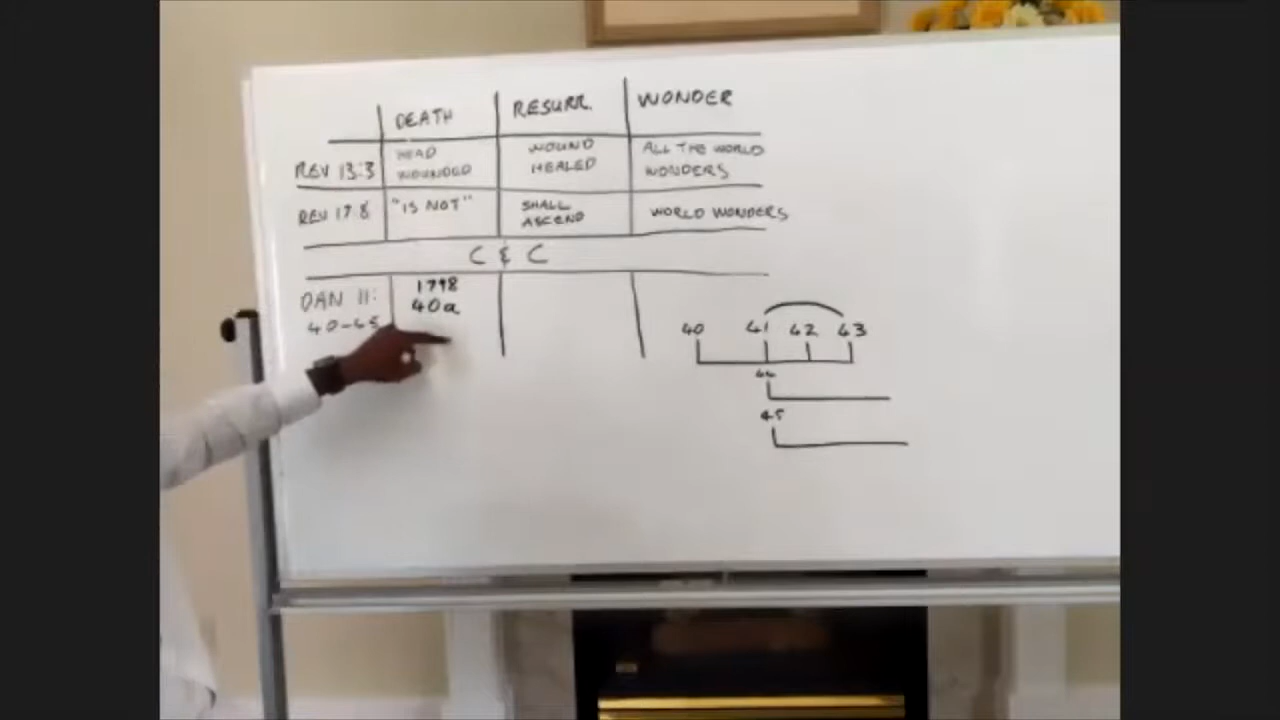 DEATH RESURR. WONDER
REV 13:3 HEAD WOUND ALL THE WORLD
WOUNDED HEALED WONDERS
REV 17:8 "IS NOT" SHALL WORLD WONDERS
ASCEND
C & C
DAN 11: 1798
40-45 40a
40 41 42 43
44
45